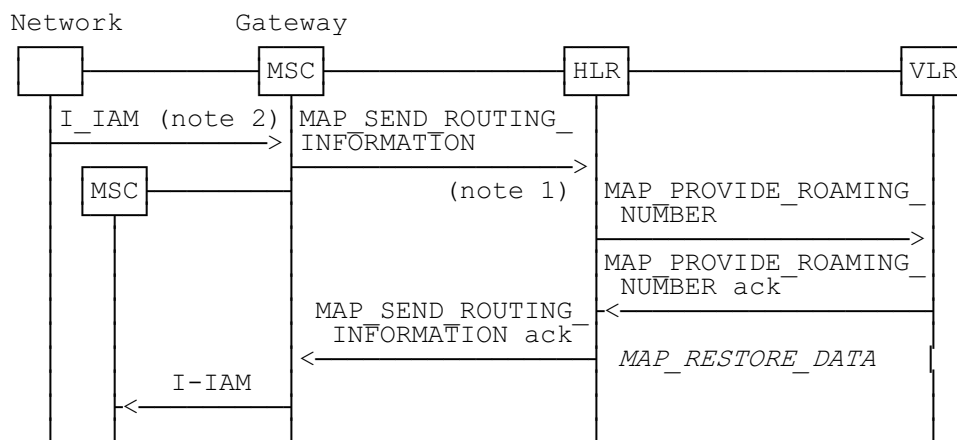 Network Gateway
MSC HLR VLR
I_IAM (note 2) MAP_SEND_ROUTING_
INFORMATION
MSC (note 1) MAP_PROVIDE_ROAMING_
NUMBER
MAP_PROVIDE_ROAMING_
NUMBER ack
MAP_SEND_ROUTING_
INFORMATION ack
MAP_RESTORE_DATA
I-IAM